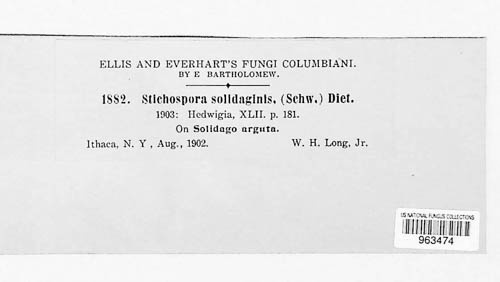 ELLIS AND EVERHART'S FUNGI COLUMBIANI.
BY E BARTHOLOMEW.
1882. Stichospora solidaginis, (Schw.) Diet.
1903: Hedwigia, XLII. p. 181.
On Solidago arguta.
Ithaca, N. Y, Aug., 1902. W. H. Long, Jr.
US NATIONAL FUNGUS COLLECTIONS
963474